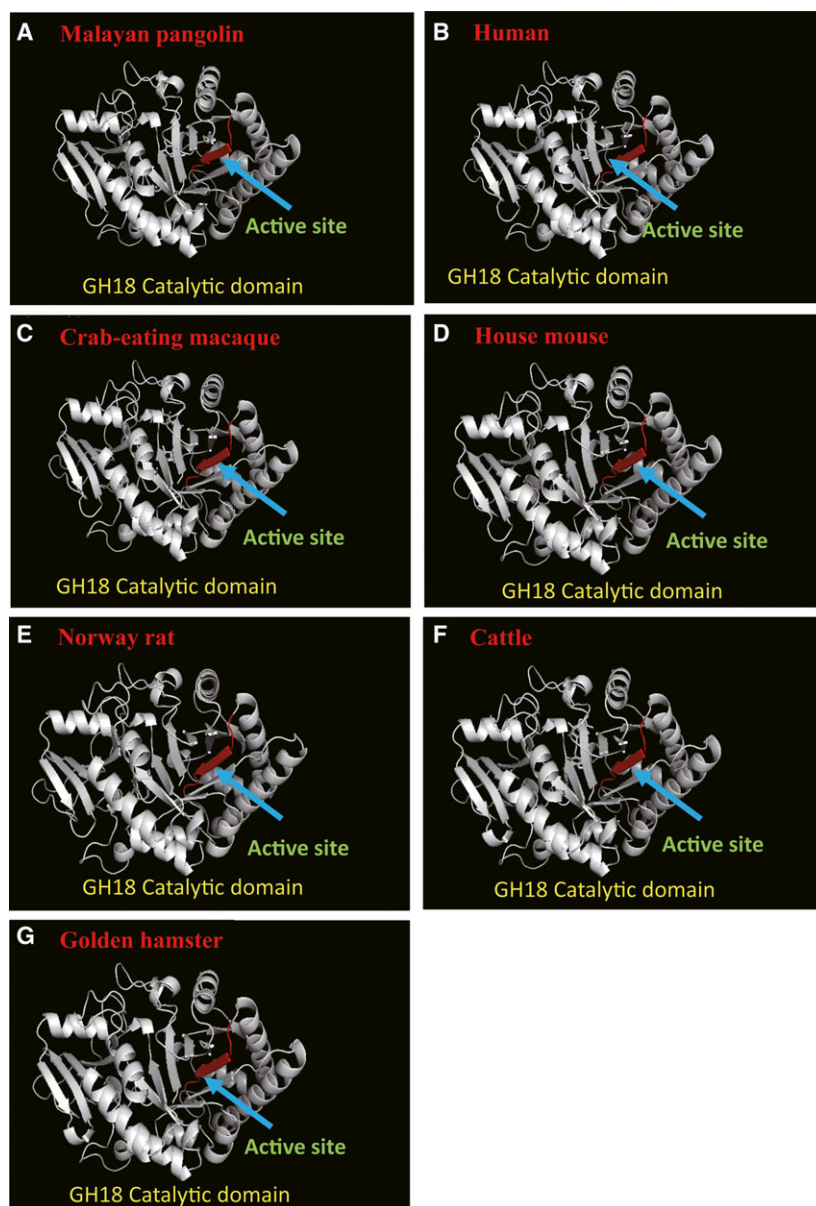 A Malayan pangolin
Active site
GH18 Catalytic domain
B Human
Active site
GH18 Catalytic domain
C Crab-eating macaque
Active site
GH18 Catalytic domain
D House mouse
Active site
GH18 Catalytic domain
E Norway rat
Active site
GH18 Catalytic domain
F Cattle
Active site
GH18 Catalytic domain
G Golden hamster
Active site
GH18 Catalytic domain